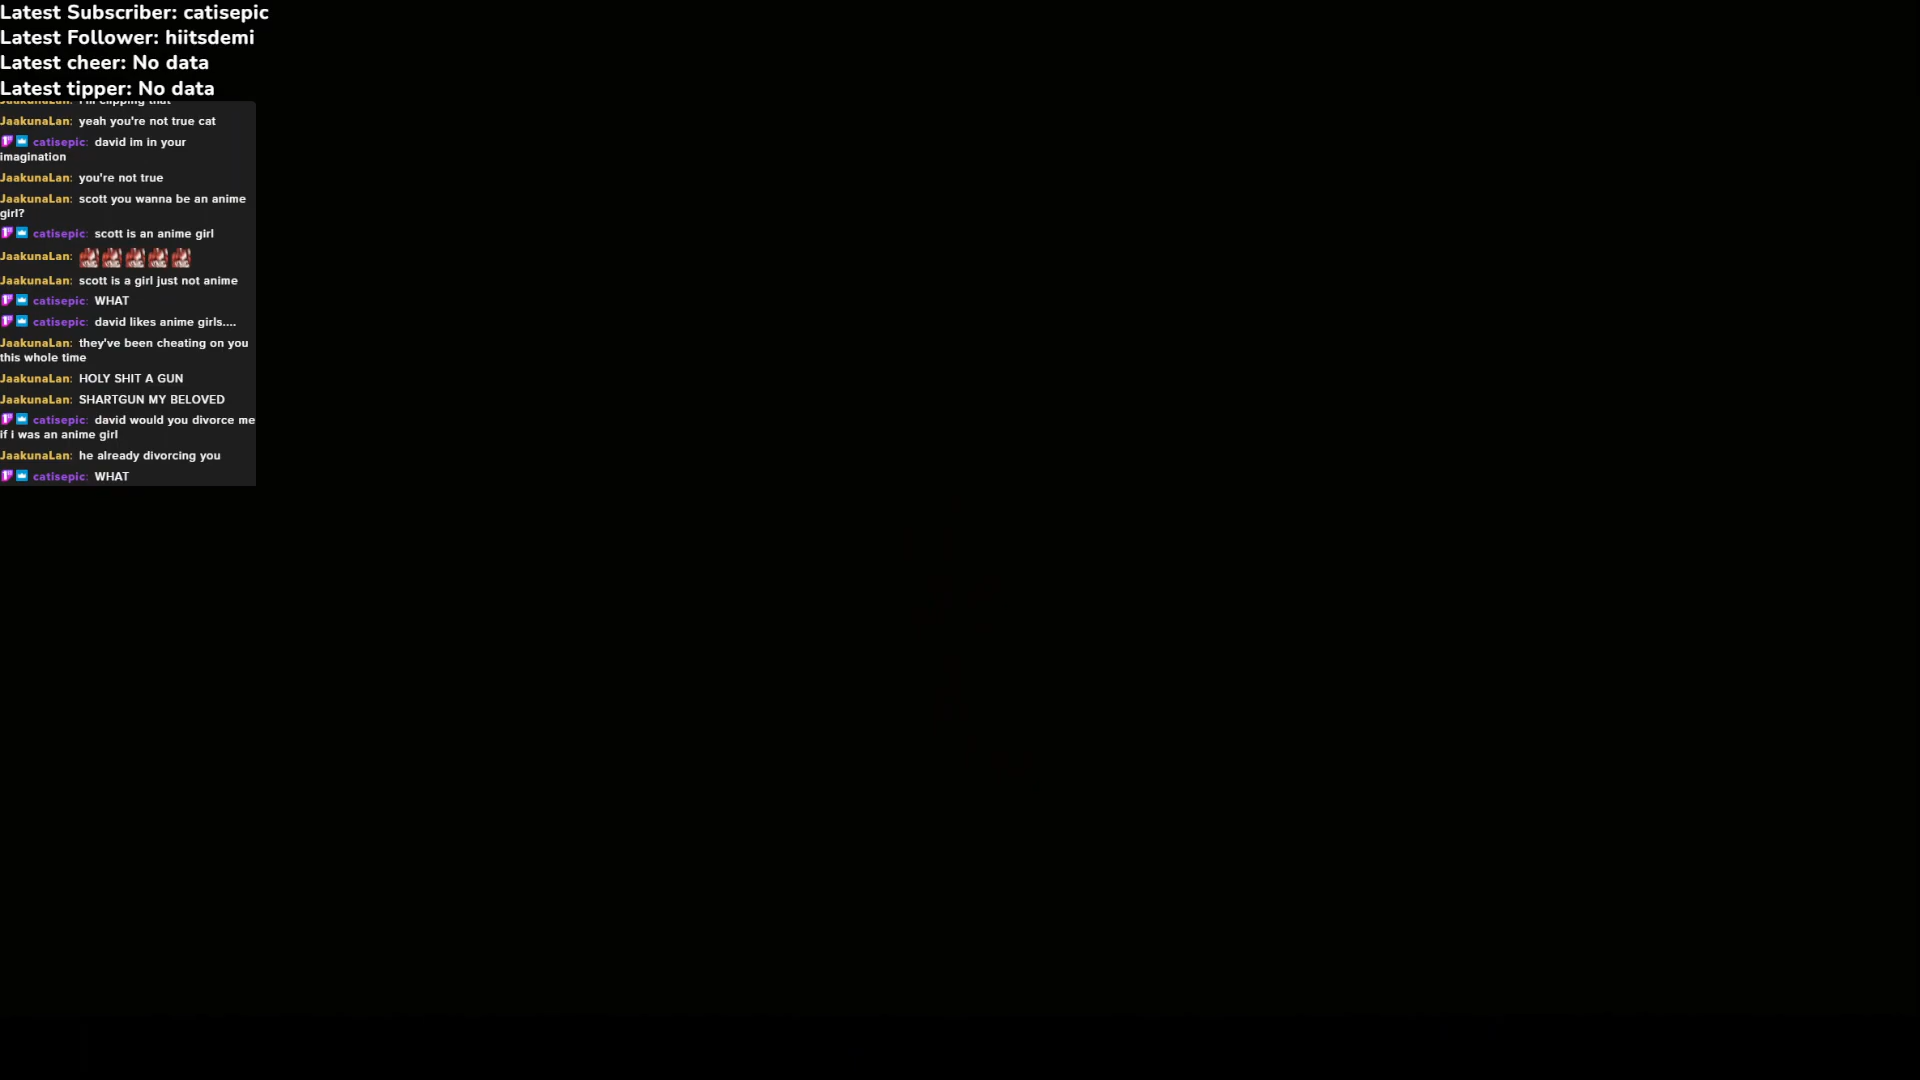 Latest Subscriber: catisepic
Latest Follower: hiitsdemi
Latest cheer: No data
Latest tipper: No data
JaakunaLan: I'm clipping that
JaakunaLan: yeah you're not true cat
catisepic: david im in your
imagination
JaakunaLan: you're not true
JaakunaLan: scott you wanna be an anime
girl?
catisepic: scott is an anime girl
JaakunaLan:
JaakunaLan: scott is a girl just not anime
catisepic: WHAT
catisepic: david likes anime girls....
JaakunaLan: they've been cheating on you
this whole time
JaakunaLan: HOLY SHIT A GUN
JaakunaLan: SHARTGUN MY BELOVED
catisepic: david would you divorce me
if i was an anime girl
JaakunaLan: he already divorcing you
catisepic: WHAT